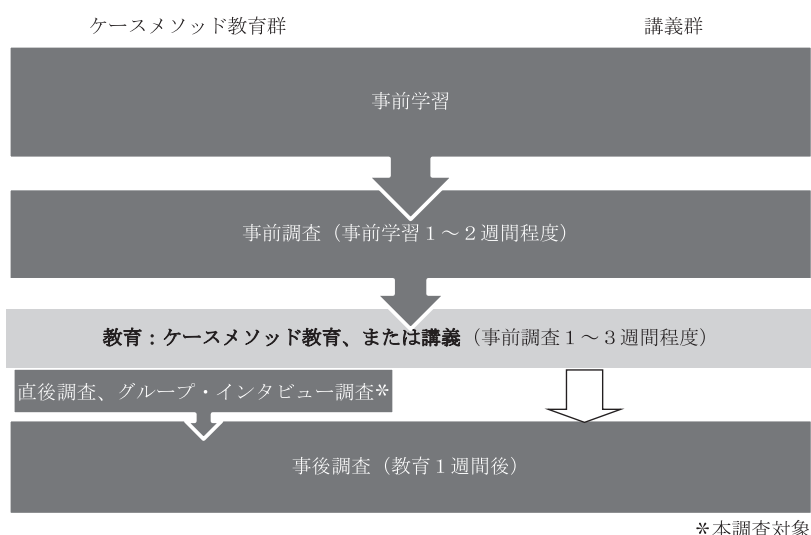 ケースメソッド教育群
講義群
事前学習
事前調査（事前学習１～２週間程度）
教育：ケースメソッド教育、または講義（事前調査１～３週間程度）
直後調査、グループ・インタビュー調査*
事後調査（教育１週間後）
*本調査対象